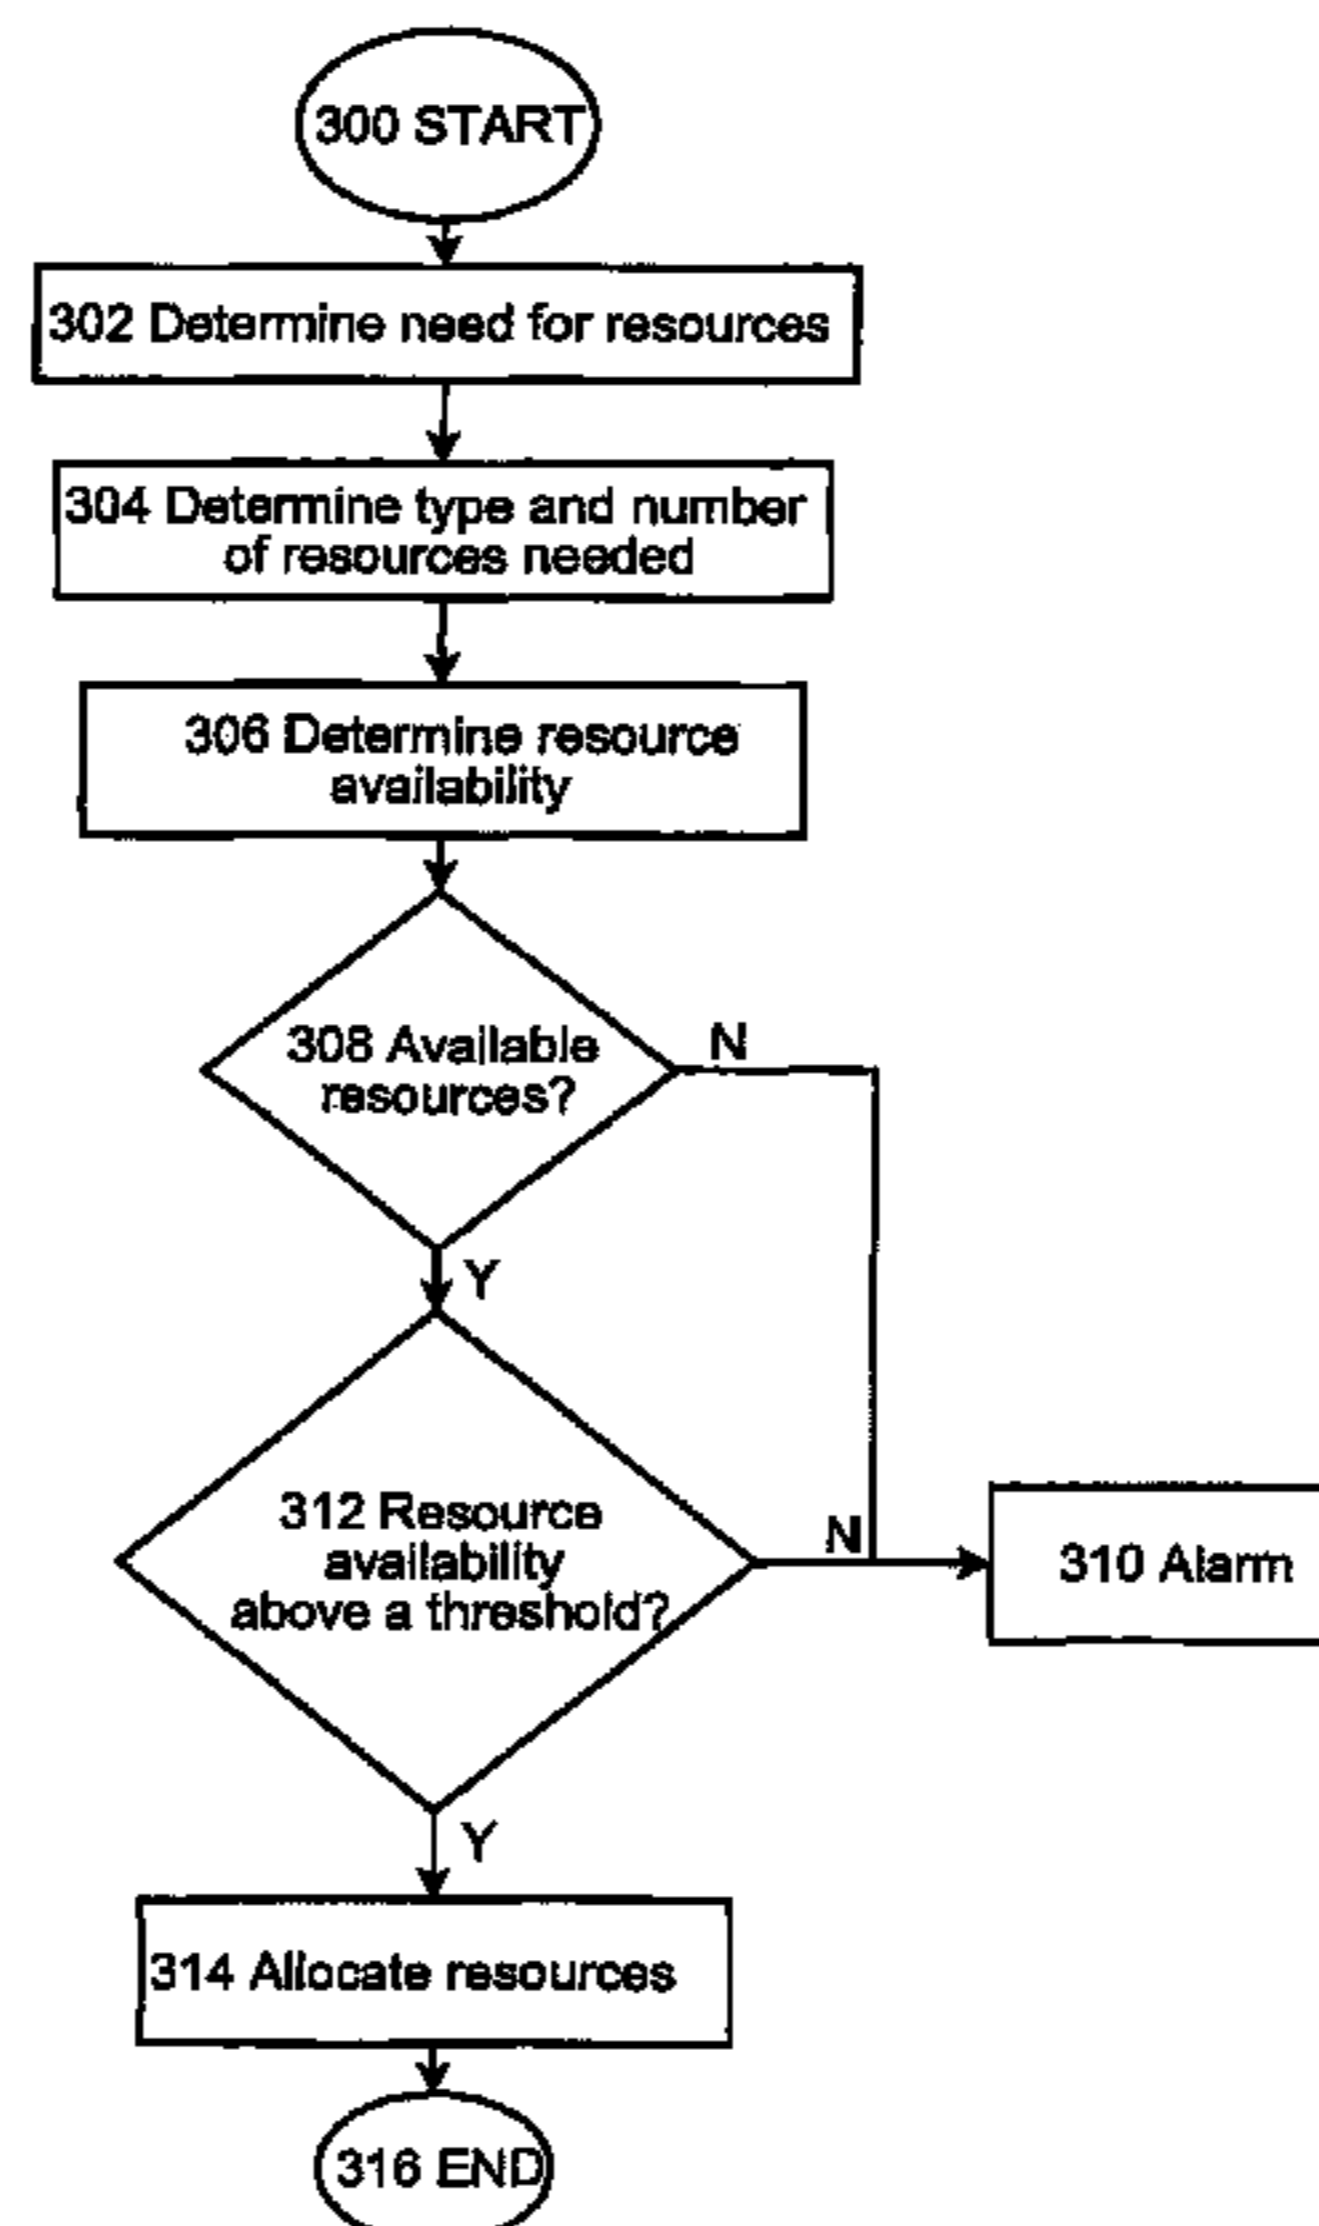 300 START
302 Determine need for resources
304 Determine type and number
of resources needed
306 Determine resource
availability
308 Available
resources?
N
Y
312 Resource
availability
above a threshold?
N
310 Alarm
Y
314 Allocate resources
316 END